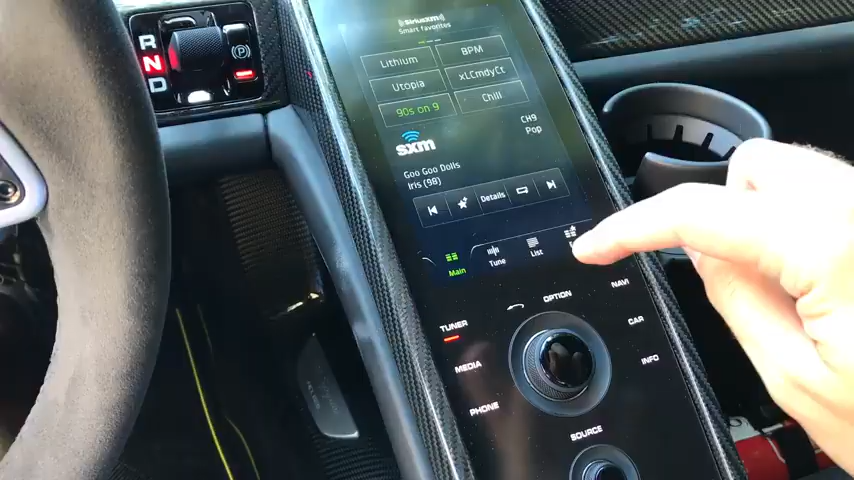 R
N
D
P
SiriusXM
Smart favorites
Lithium
BPM
Utopia
xLCmdyCt
90s on 9
Chill
sxm
CH9
Pop
Goo Goo Dolls
Iris (98)
Details
Main
Tune
List
OPTION
NAVI
TUNER
CAR
MEDIA
INFO
PHONE
SOURCE